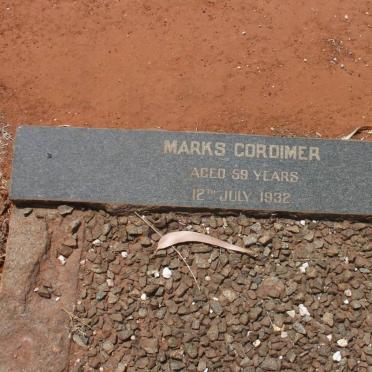 MARKS CORDIMER
AGED 59 YEARS
12TH JULY 1932